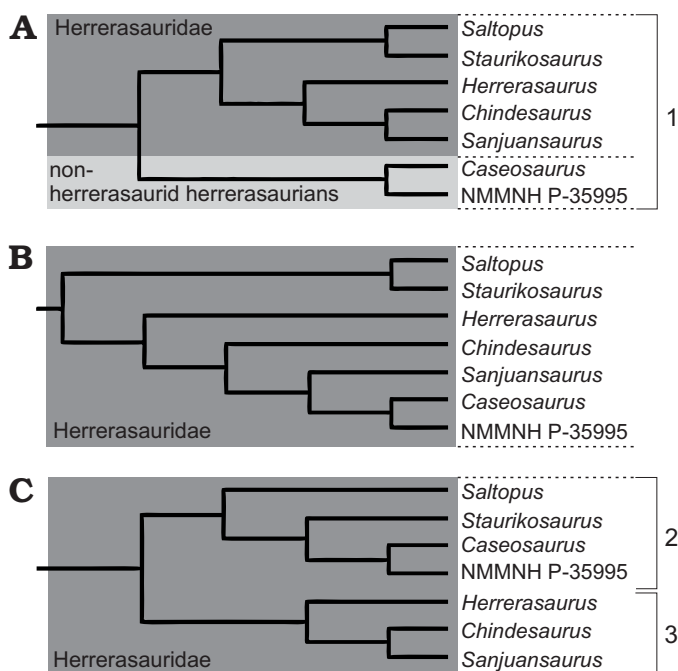 A
Herrerasauridae
Saltopus
Staurikosaurus
Herrerasaurus
Chindesaurus
Sanjuansaurus
non-
herrerasaurid herrerasaurians
Caseosaurus
NMMNH P-35995
1
B
Saltopus
Staurikosaurus
Herrerasaurus
Chindesaurus
Sanjuansaurus
Caseosaurus
NMMNH P-35995
Herrerasauridae
C
Saltopus
Staurikosaurus
Caseosaurus
NMMNH P-35995
2
Herrerasaurus
Chindesaurus
Sanjuansaurus
3
Herrerasauridae